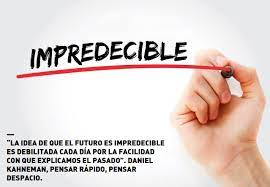 IMPREDECIBLE
"LA IDEA DE QUE EL FUTURO ES IMPREDECIBLE
ES DEBILITADA CADA DÍA POR LA FACILIDAD
CON QUE EXPLICAMOS EL PASADO". DANIEL
KAHNEMAN, PENSAR RÁPIDO, PENSAR
DESPACIO.